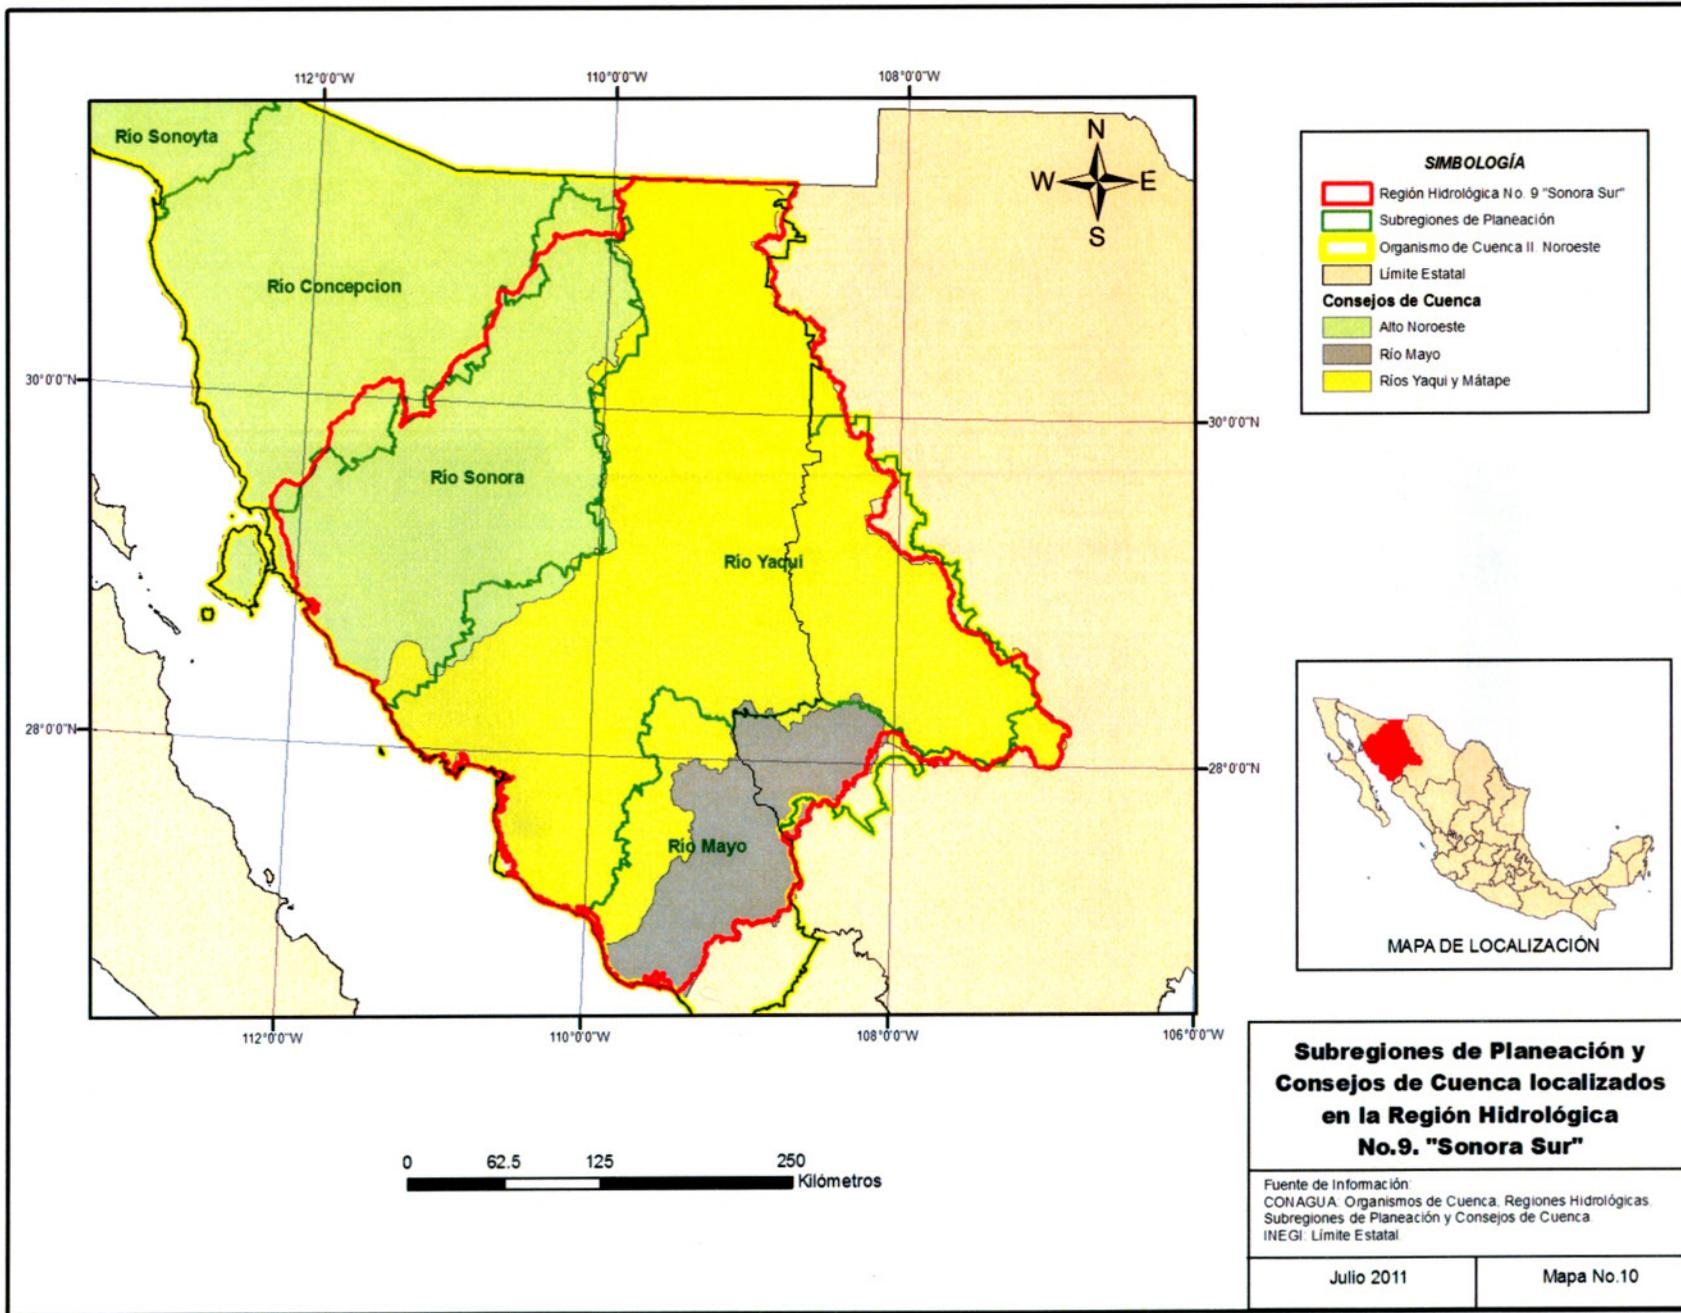 112°0'0"W
110°0'0"W
108°0'0"W
Río Sonoyta
Río Concepcion
Río Sonora
Río Yaqui
Río Mayo
30°0'0"N
28°0'0"N
30°0'0"N
28°0'0"N
N
W E
S
112°0'0"W
110°0'0"W
108°0'0"W
106°0'0"W
0 62.5 125 250
Kilómetros
SIMBOLOGÍA
Región Hidrológica No. 9 "Sonora Sur"
Subregiones de Planeación
Organismo de Cuenca II. Noroeste
Límite Estatal
Consejos de Cuenca
Alto Noroeste
Río Mayo
Ríos Yaqui y Mátape
MAPA DE LOCALIZACIÓN
Subregiones de Planeación y
Consejos de Cuenca localizados
en la Región Hidrológica
No.9. "Sonora Sur"
Fuente de Información:
CONAGUA: Organismos de Cuenca, Regiones Hidrológicas.
Subregiones de Planeación y Consejos de Cuenca.
INEGI: Límite Estatal.
Julio 2011
Mapa No.10